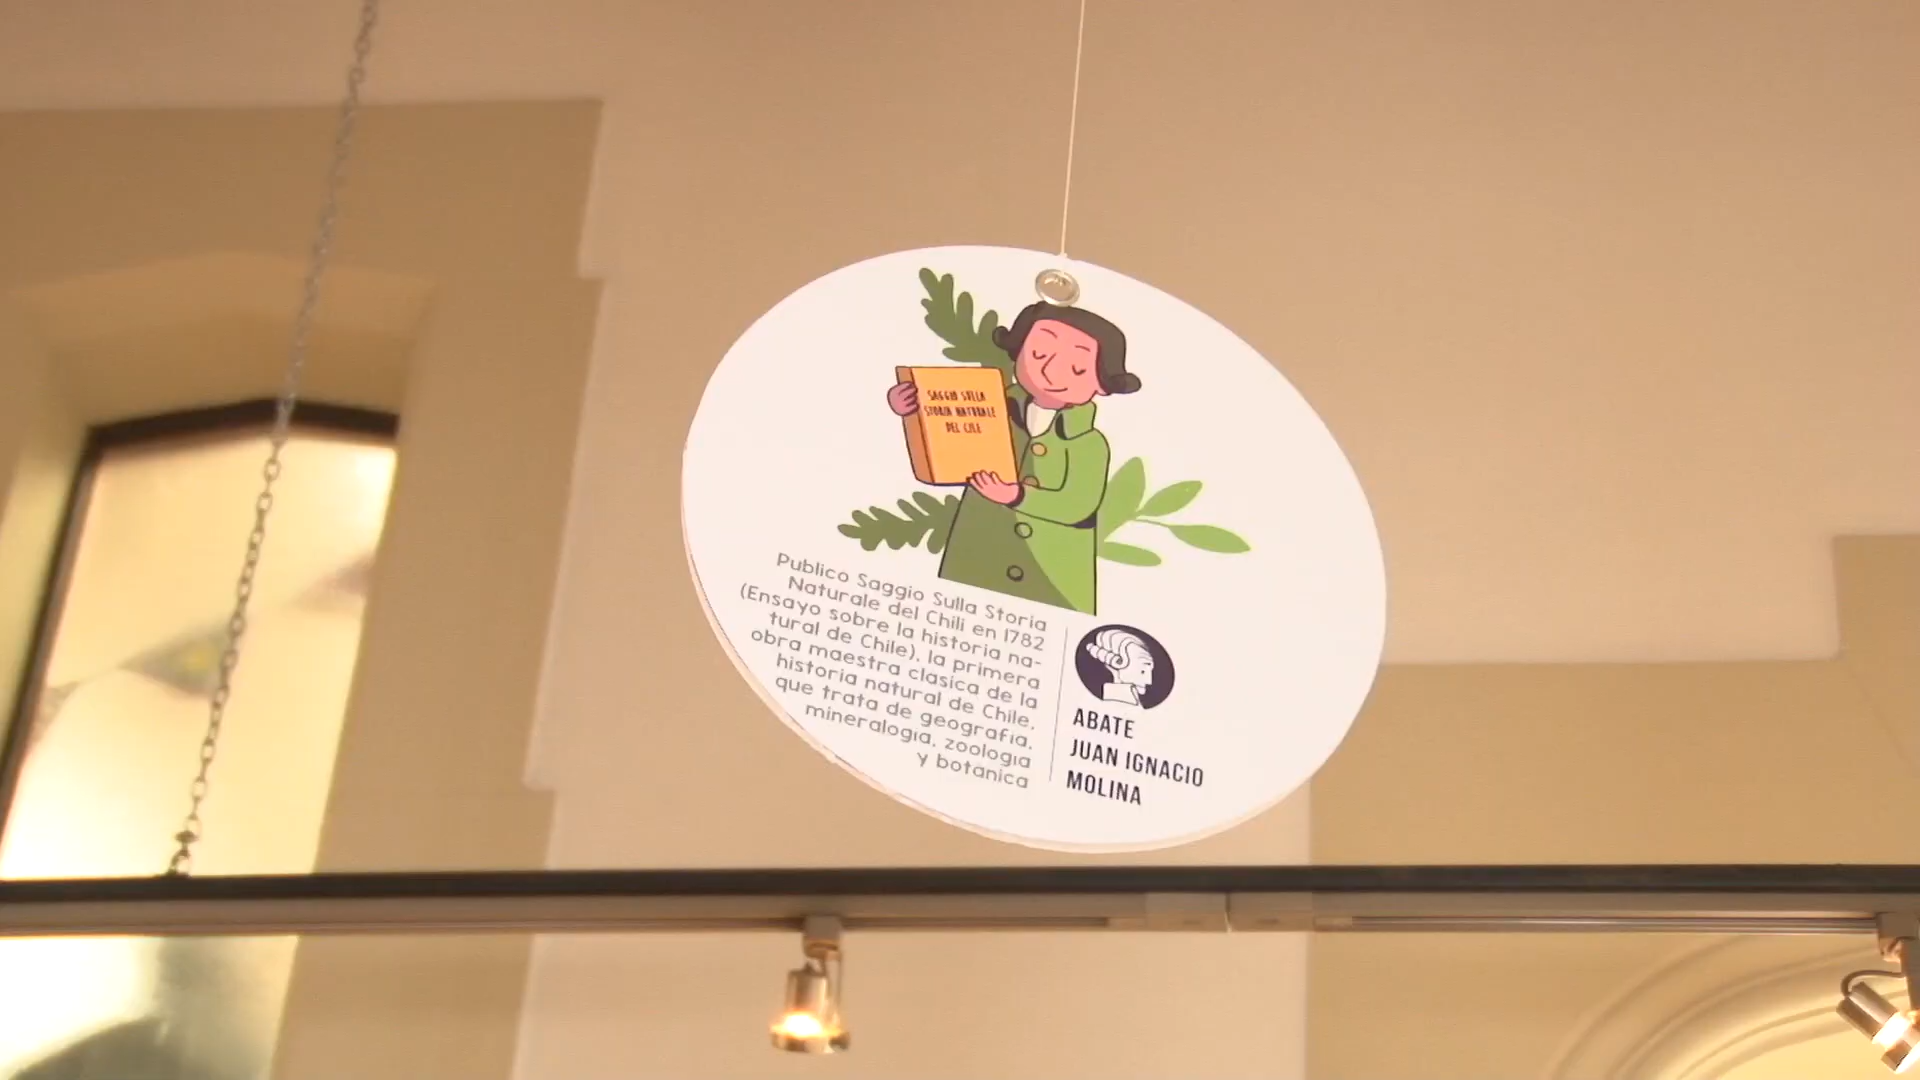 SAGGIO SULLA
STORIA NATURALE
DEL CILE
Publico Saggio Sulla Storia
Naturale del Chili en 1782
(Ensayo sobre la historia na-
tural de Chile), la primera
obra maestra clasica de la
historia natural de Chile,
que trata de geografia,
mineralogia, zoologia
y botanica
ABATE
JUAN IGNACIO
MOLINA